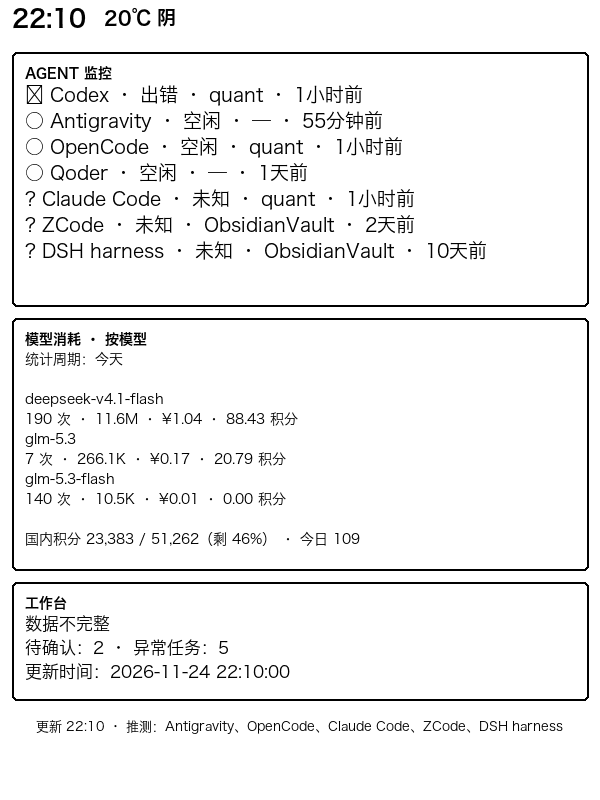 22:10 20℃ 阴
AGENT 监控
☒ Codex · 出错 · quant · 1小时前
○ Antigravity · 空闲 · — · 55分钟前
○ OpenCode · 空闲 · quant · 1小时前
○ Qoder · 空闲 · — · 1天前
? Claude Code · 未知 · quant · 1小时前
? ZCode · 未知 · ObsidianVault · 2天前
? DSH harness · 未知 · ObsidianVault · 10天前
模型消耗 · 按模型
统计周期：今天
deepseek-v4.1-flash
190 次 · 11.6M · ¥1.04 · 88.43 积分
glm-5.3
7 次 · 266.1K · ¥0.17 · 20.79 积分
glm-5.3-flash
140 次 · 10.5K · ¥0.01 · 0.00 积分
国内积分 23,383 / 51,262（剩 46%） · 今日 109
工作台
数据不完整
待确认：2 · 异常任务：5
更新时间：2026-11-24 22:10:00
更新 22:10 · 推测：Antigravity、OpenCode、Claude Code、ZCode、DSH harness